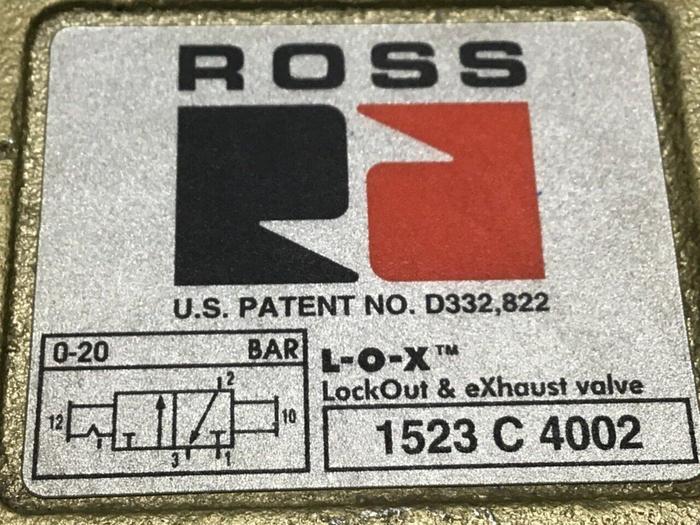 ROSS
U.S. PATENT NO. D332,822
0-20 BAR
12
2
10
3
1
L-O-X™
LockOut & eXhaust valve
1523 C 4002